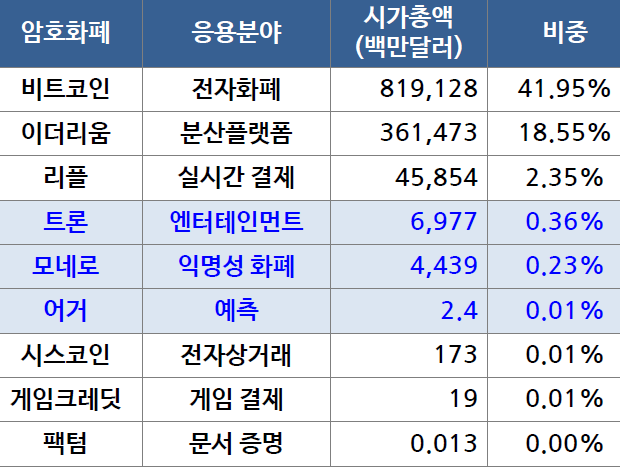 암호화폐 응용분야 시가총액 (백만달러) 비중
비트코인 전자화폐 819,128 41.95%
이더리움 분산플랫폼 361,473 18.55%
리플 실시간 결제 45,854 2.35%
트론 엔터테인먼트 6,977 0.36%
모네로 익명성 화폐 4,439 0.23%
어거 예측 2.4 0.01%
시스코인 전자상거래 173 0.01%
게임크레딧 게임 결제 19 0.01%
팩텀 문서 증명 0.013 0.00%